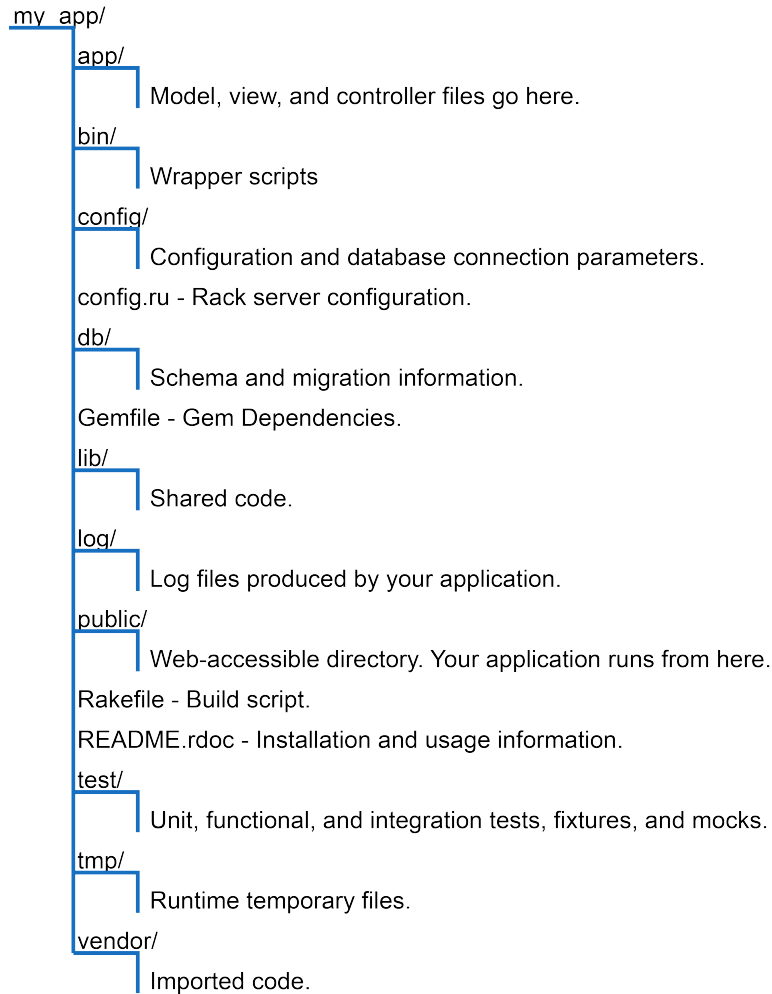 my_app/
app/
Model, view, and controller files go here.
bin/
Wrapper scripts
config/
Configuration and database connection parameters.
config.ru - Rack server configuration.
db/
Schema and migration information.
Gemfile - Gem Dependencies.
lib/
Shared code.
log/
Log files produced by your application.
public/
Web-accessible directory. Your application runs from here.
Rakefile - Build script.
README.rdoc - Installation and usage information.
test/
Unit, functional, and integration tests, fixtures, and mocks.
tmp/
Runtime temporary files.
vendor/
Imported code.